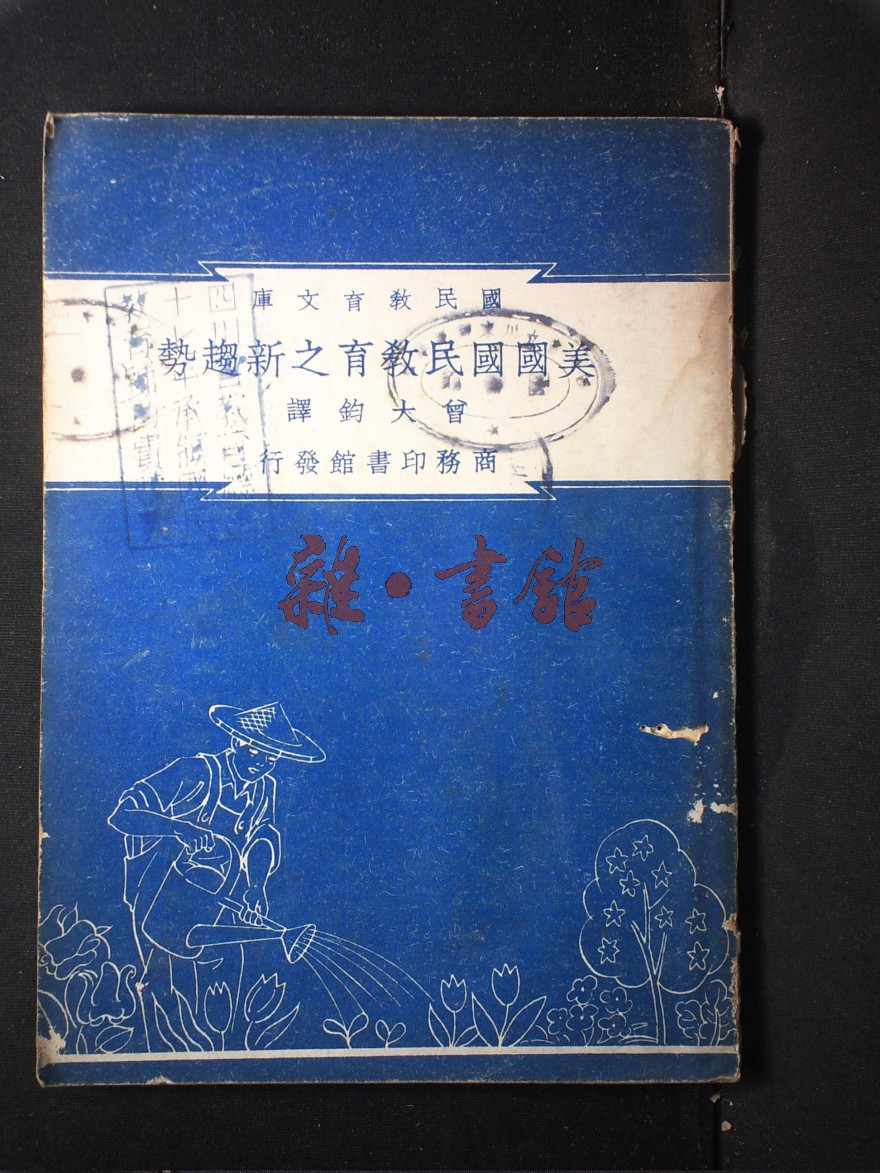 國民教育文庫
美國國民教育之新趨勢
曾大鈞譯
商務印書館發行
雜·書館